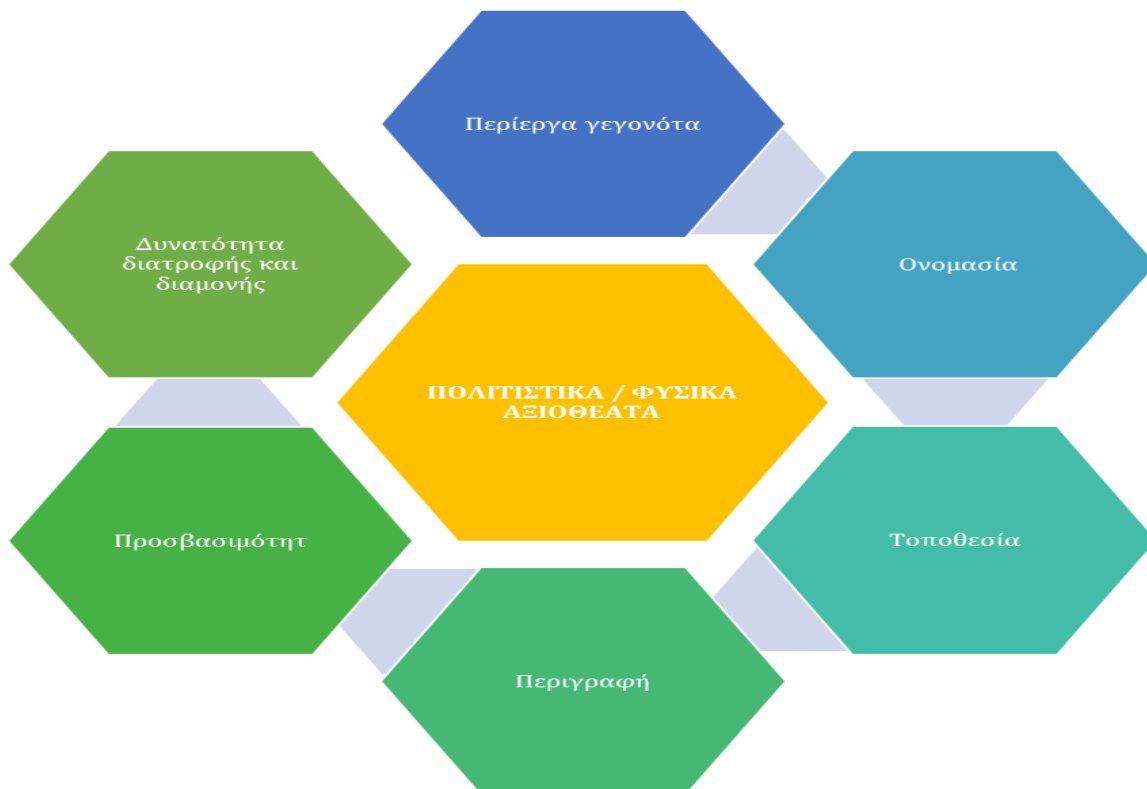 Περίεργα γεγονότα
Ονομασία
Τοποθεσία
Περιγραφή
Προσβασιμότητ
Δυνατότητα
διατροφής και
διαμονής
ΠΟΛΙΤΙΣΤΙΚΑ / ΦΥΣΙΚΑ
ΑΞΙΟΘΕΑΤΑ